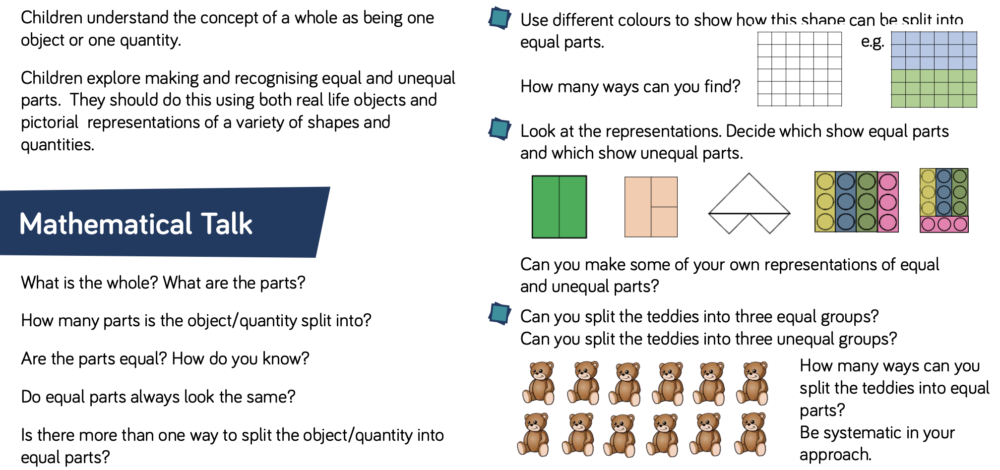 Children understand the concept of a whole as being one
object or one quantity.
Children explore making and recognising equal and unequal
parts.  They should do this using both real life objects and
pictorial  representations of a variety of shapes and
quantities.
Mathematical Talk
What is the whole? What are the parts?
How many parts is the object/quantity split into?
Are the parts equal? How do you know?
Do equal parts always look the same?
Is there more than one way to split the object/quantity into
equal parts?
Use different colours to show how this shape can be split into
equal parts.
e.g.
How many ways can you find?
Look at the representations. Decide which show equal parts
and which show unequal parts.
Can you make some of your own representations of equal
and unequal parts?
Can you split the teddies into three equal groups?
Can you split the teddies into three unequal groups?
How many ways can you
split the teddies into equal
parts?
Be systematic in your
approach.